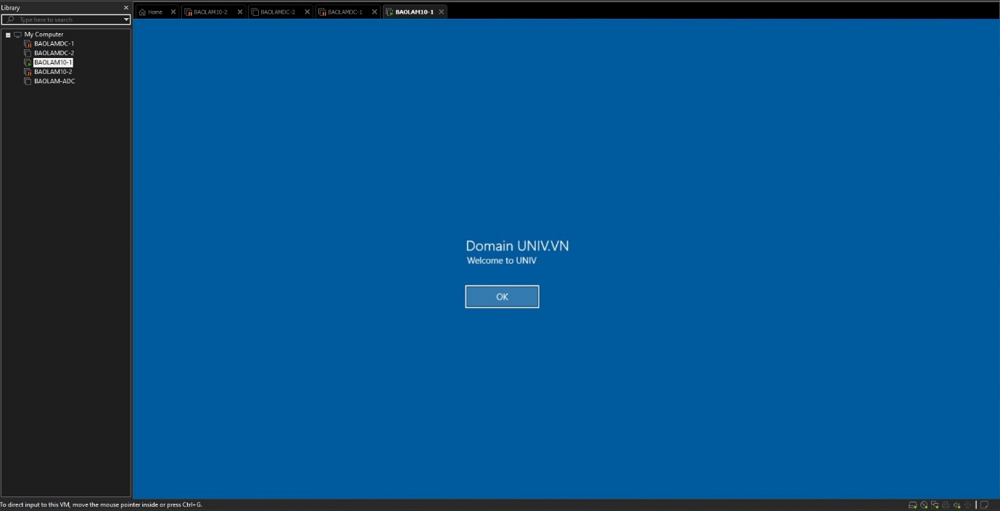 Library
Type here to search
My Computer
BAOLAMDC-1
BAOLAMDC-2
BAOLAM10-1
BAOLAM10-2
BAOLAM-ADC
Home
BAOLAM10-2
BAOLAMDC-2
BAOLAMDC-1
BAOLAM10-1
Domain UNIV.VN
Welcome to UNIV
OK
To direct input to this VM, move the mouse pointer inside or press Ctrl+G.